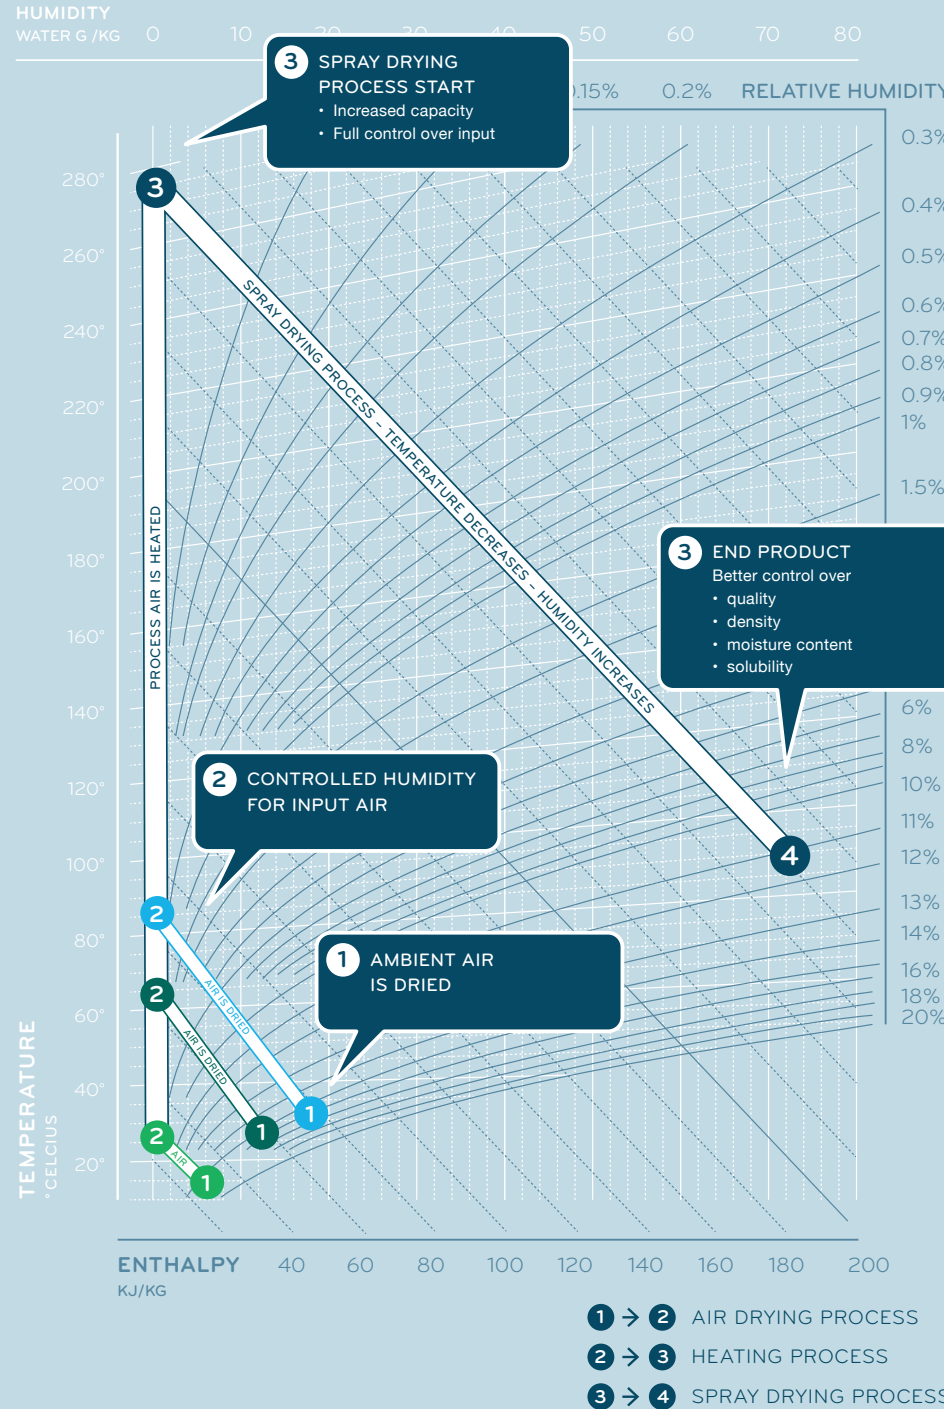 HUMIDITY
WATER G /KG 0 10 50 60 70 80
3 SPRAY DRYING
PROCESS START
• Increased capacity
• Full control over input
0.2% RELATIVE HUMIDITY
0.3%
280°
3
0.4%
260°
0.5%
0.6%
240°
0.7%
0.8%
220°
0.9%
1%
200°
1.5%
SPRAY DRYING PROCESS – TEMPERATURE DECREASES – HUMIDITY INCREASES
PROCESS AIR IS HEATED
180°
3 END PRODUCT
Better control over
• quality
• density
• moisture content
• solubility
160°
140°
6%
8%
120°
10%
2 CONTROLLED HUMIDITY
FOR INPUT AIR
11%
100°
4
12%
2
13%
80°
14%
1 AMBIENT AIR
IS DRIED
16%
2
18%
60°
20%
AIR IS DRIED
AIR IS DRIED
40°
1
2
1
20°
AIR
1
TEMPERATURE
° CELCIUS
ENTHALPY 40 60 80 100 120 140 160 180 200
KJ/KG
1 → 2 AIR DRYING PROCESS
2 → 3 HEATING PROCESS
3 → 4 SPRAY DRYING PROCESS